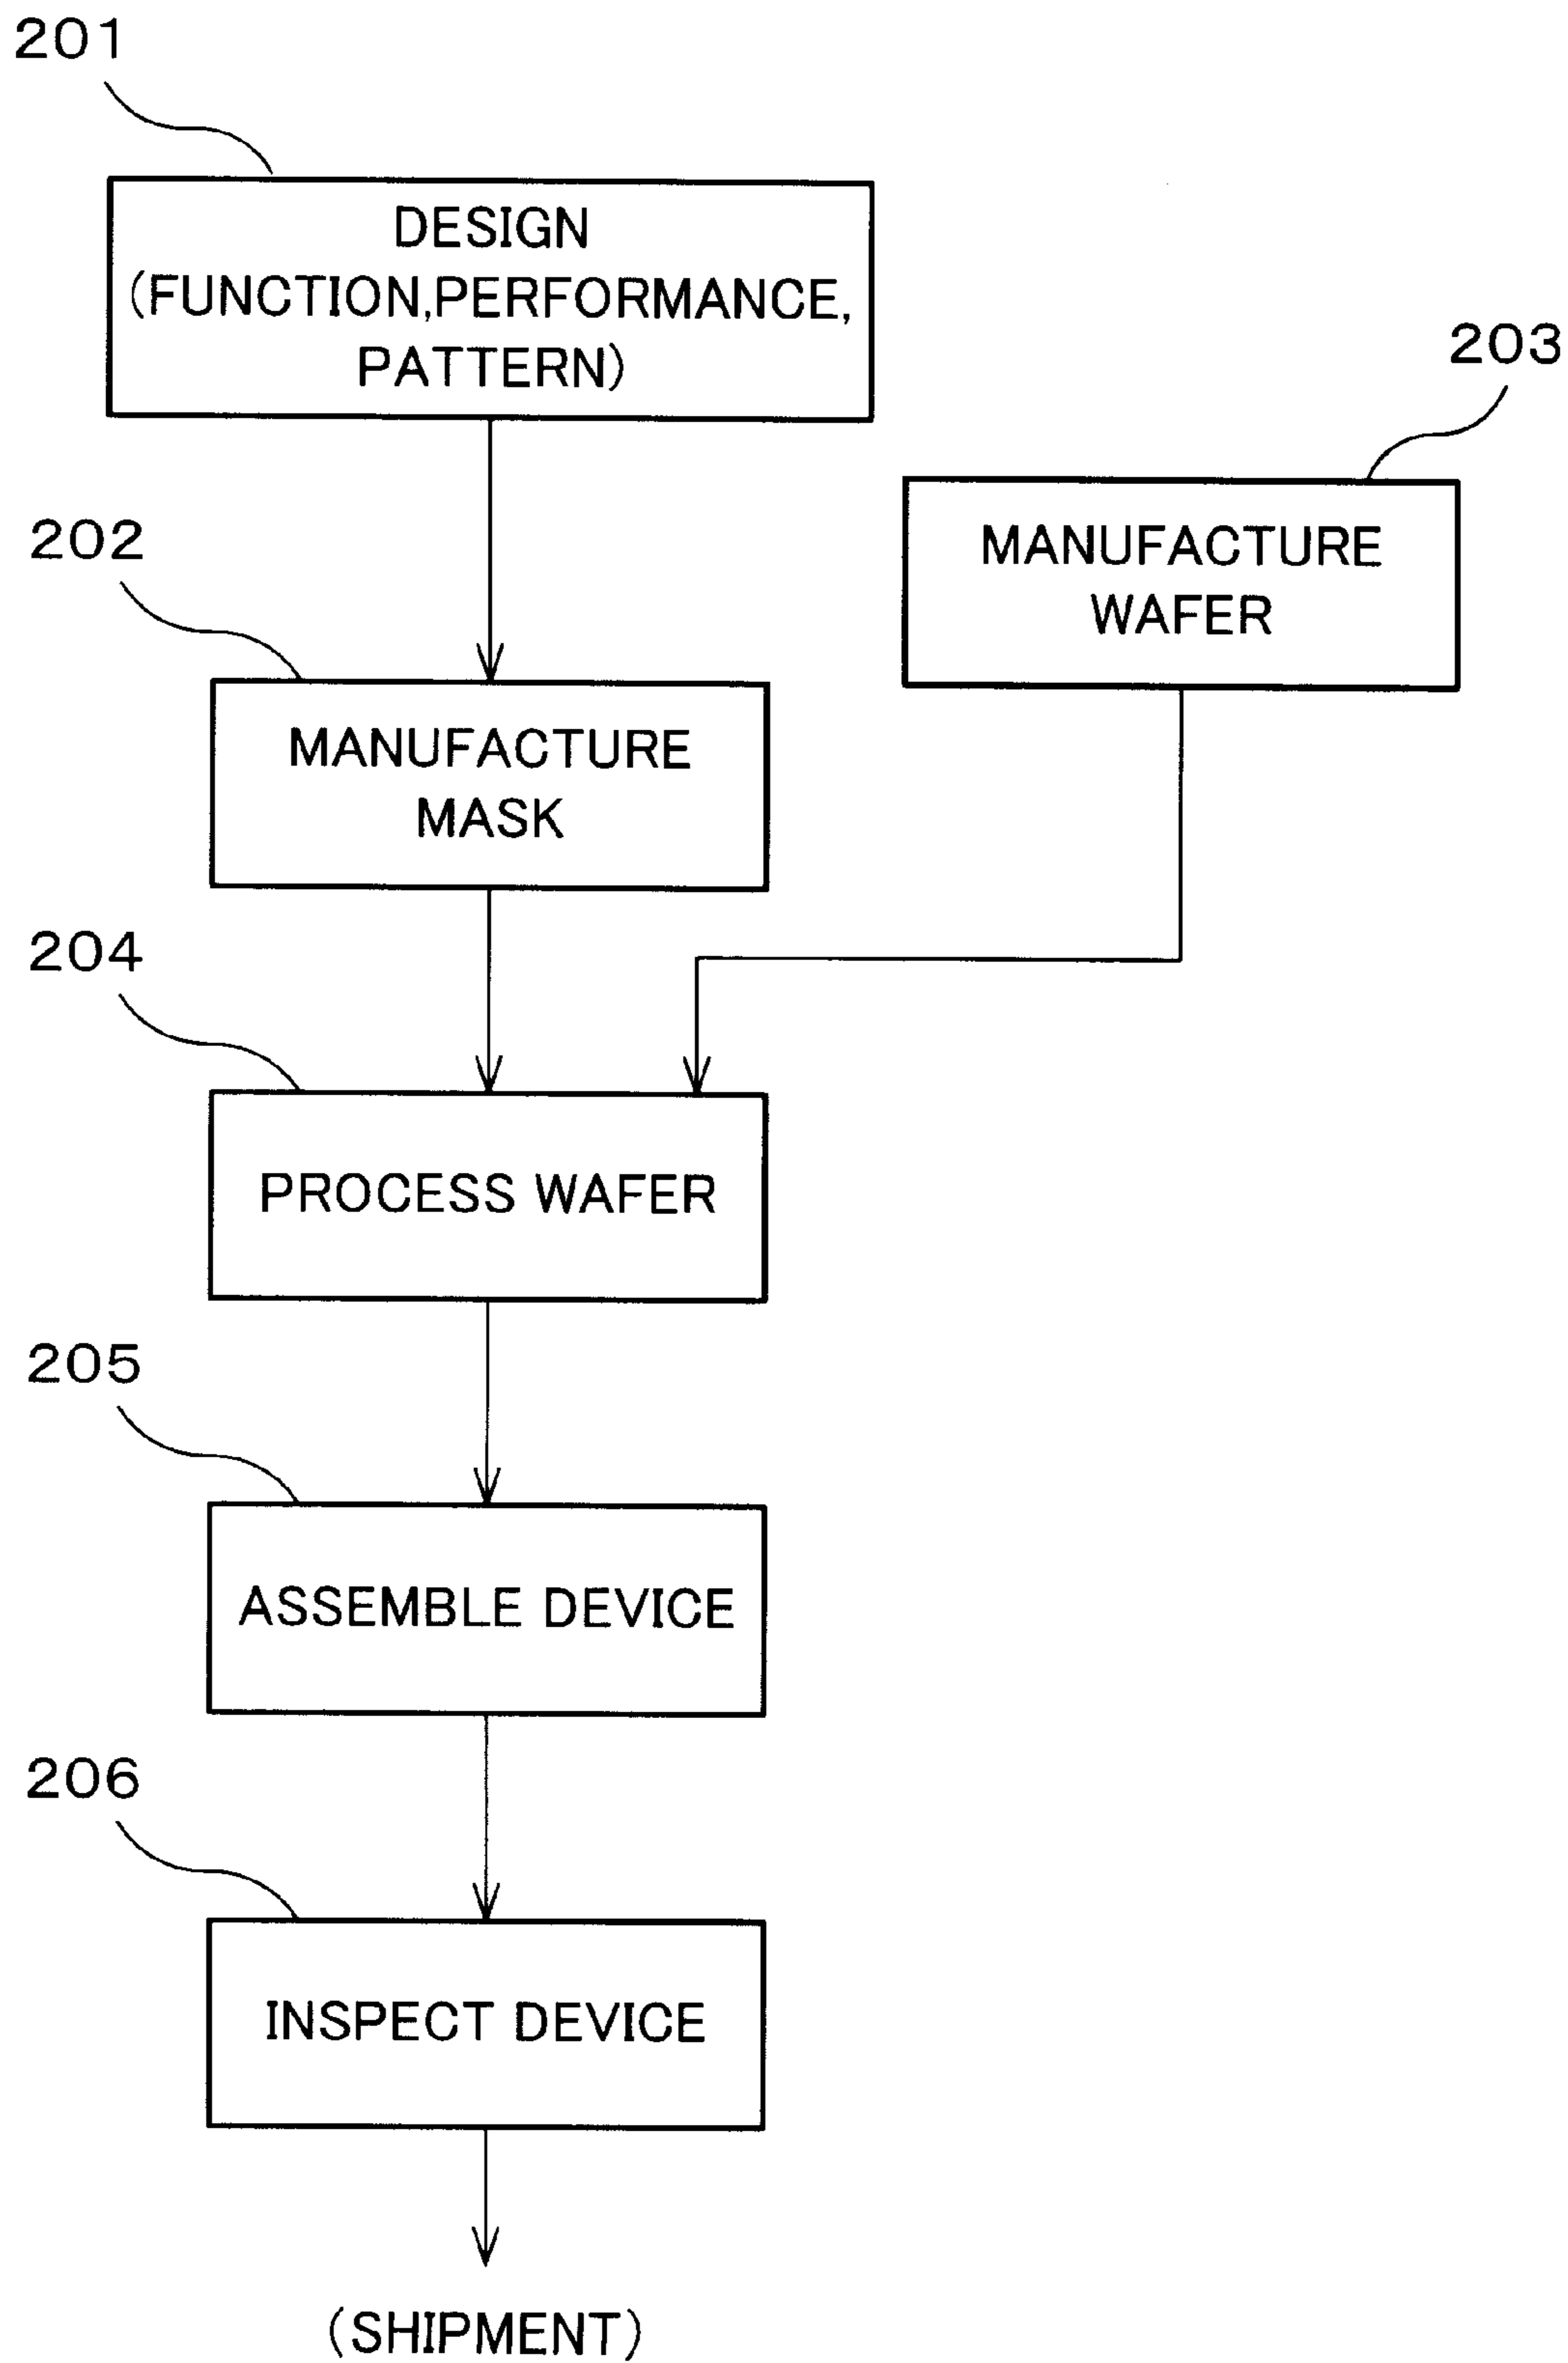 201
DESIGN
(FUNCTION,PERFORMANCE,
PATTERN)
203
MANUFACTURE
WAFER
202
MANUFACTURE
MASK
204
PROCESS WAFER
205
ASSEMBLE DEVICE
206
INSPECT DEVICE
(SHIPMENT)